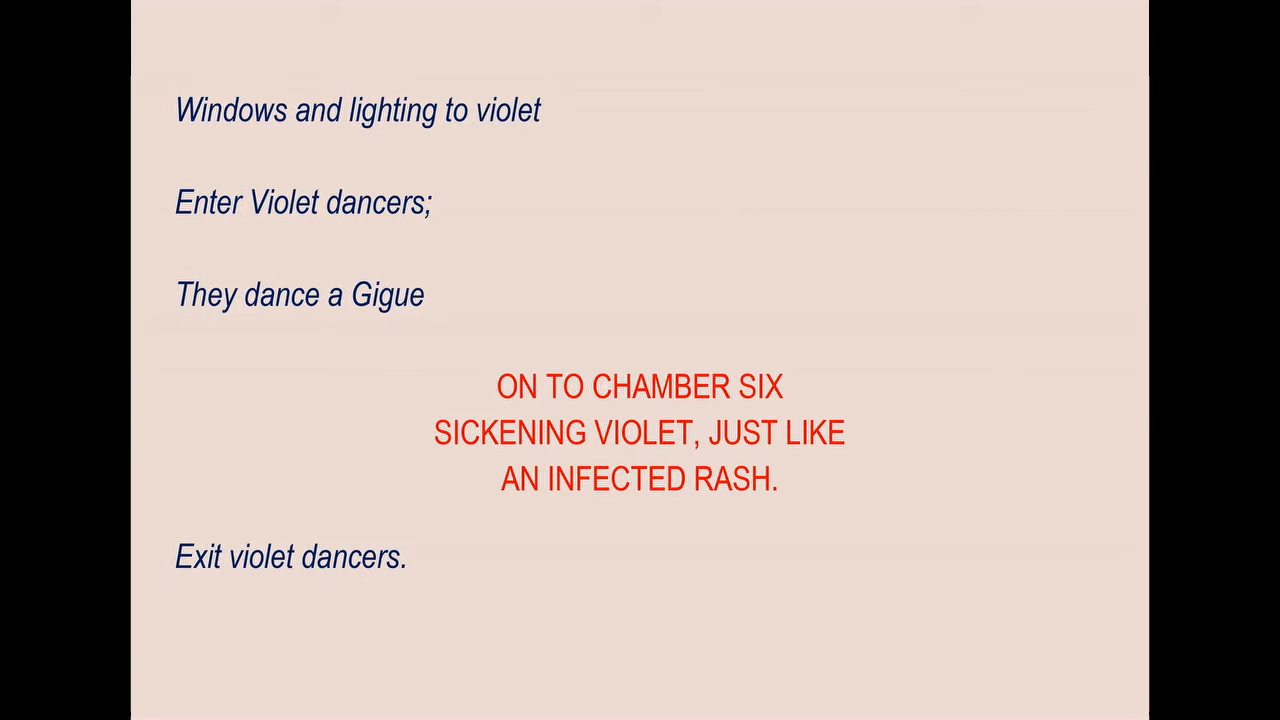 Windows and lighting to violet
Enter Violet dancers;
They dance a Gigue
ON TO CHAMBER SIX
SICKENING VIOLET, JUST LIKE
AN INFECTED RASH.
Exit violet dancers.